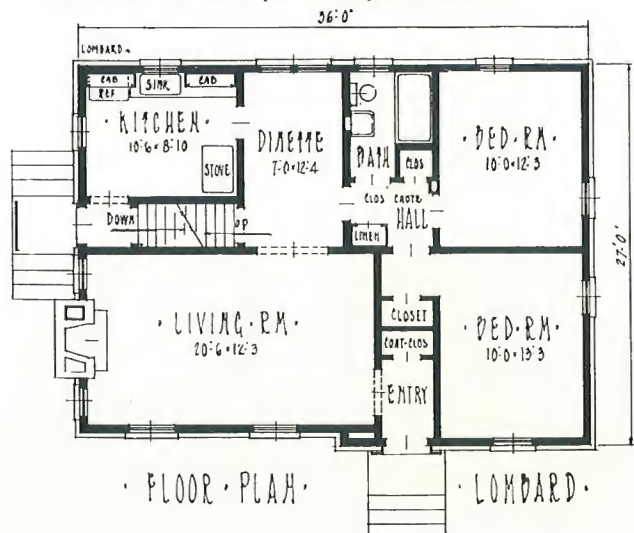 36'-0"
LOMBARD
CAB
SINK
CAB
REF
· KITCHEN ·
10'-6 × 8'-10
STOVE
DINETTE
7'-0 × 12'-4
BATH
CLOS
· BED · RM ·
10'-0 × 12'-3
27'-0"
DOWN
UP
CLOS
CHUTE
HALL
LINEN
· LIVING · RM ·
20'-6 × 12'-3
CLOSET
COAT-CLOS
· BED · RM ·
10'-0 × 13'-3
ENTRY
· FLOOR · PLAN ·
· LOMBARD ·